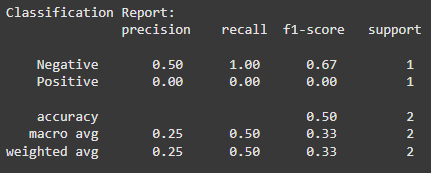 Classification Report:
precision recall f1-score support
Negative 0.50 1.00 0.67 1
Positive 0.00 0.00 0.00 1
accuracy 0.50 2
macro avg 0.25 0.50 0.33 2
weighted avg 0.25 0.50 0.33 2